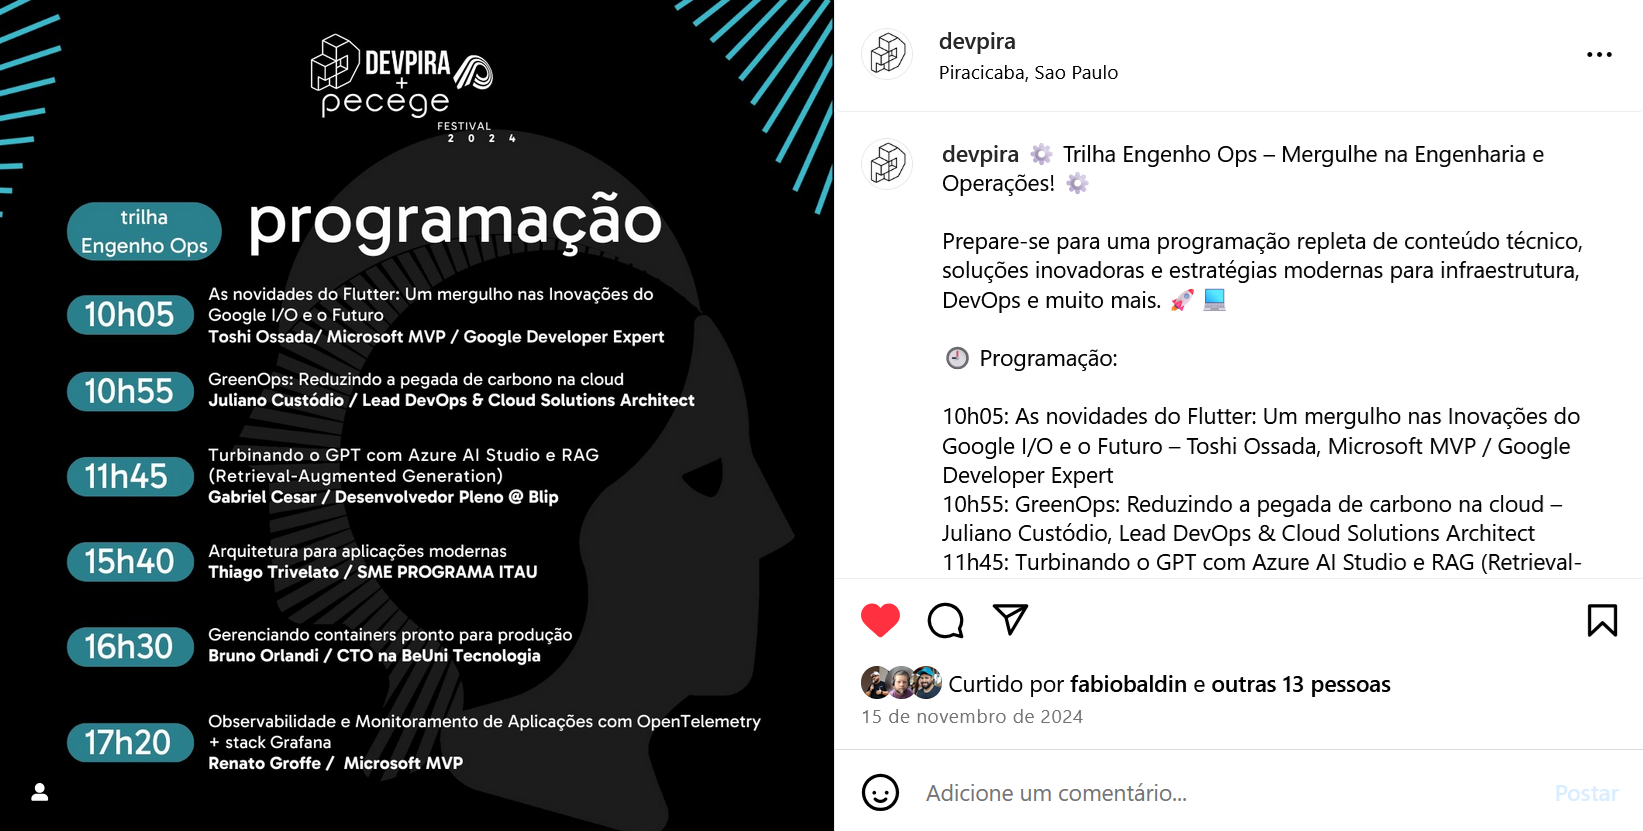 DEVPIRA
+
pecege
FESTIVAL
2024
trilha
Engenho Ops
programação
10h05
As novidades do Flutter: Um mergulho nas Inovações do
Google I/O e o Futuro
Toshi Ossada/ Microsoft MVP / Google Developer Expert
10h55
GreenOps: Reduzindo a pegada de carbono na cloud
Juliano Custódio / Lead DevOps & Cloud Solutions Architect
11h45
Turbinando o GPT com Azure AI Studio e RAG
(Retrieval-Augmented Generation)
Gabriel Cesar / Desenvolvedor Pleno @ Blip
15h40
Arquitetura para aplicações modernas
Thiago Trivelato / SME PROGRAMA ITAU
16h30
Gerenciando containers pronto para produção
Bruno Orlandi / CTO na BeUni Tecnologia
17h20
Observabilidade e Monitoramento de Aplicações com OpenTelemetry
+ stack Grafana
Renato Groffe / Microsoft MVP
devpira
Piracicaba, Sao Paulo
devpira ⚙️ Trilha Engenho Ops – Mergulhe na Engenharia e
Operações! ⚙️
Prepare-se para uma programação repleta de conteúdo técnico,
soluções inovadoras e estratégias modernas para infraestrutura,
DevOps e muito mais. 🚀 💻
🕘 Programação:
10h05: As novidades do Flutter: Um mergulho nas Inovações do
Google I/O e o Futuro – Toshi Ossada, Microsoft MVP / Google
Developer Expert
10h55: GreenOps: Reduzindo a pegada de carbono na cloud –
Juliano Custódio, Lead DevOps & Cloud Solutions Architect
11h45: Turbinando o GPT com Azure AI Studio e RAG (Retrieval-
Curtido por fabiobaldin e outras 13 pessoas
15 de novembro de 2024
Adicione um comentário...
Postar